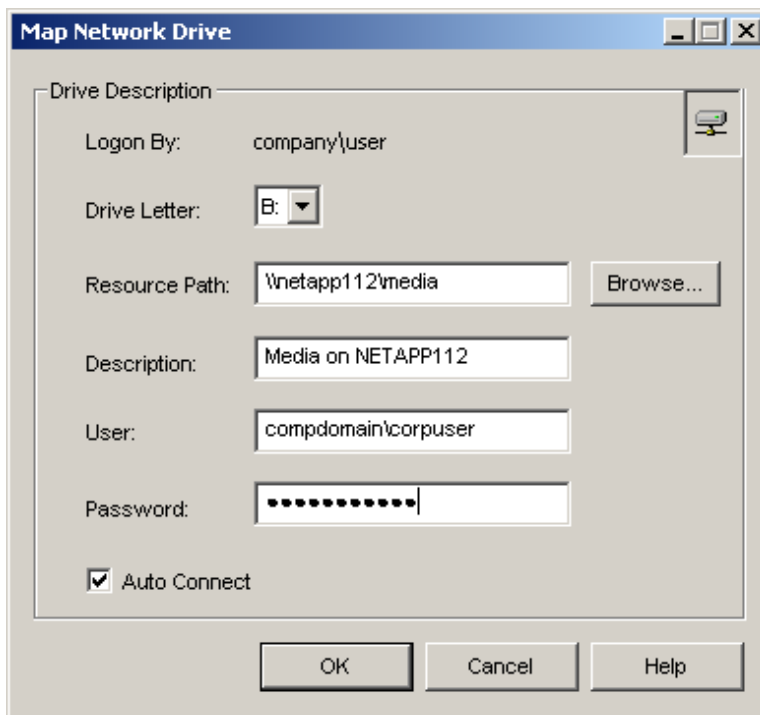 Map Network Drive
Drive Description
Logon By: company\user
Drive Letter: B:
Resource Path: \\netapp112\media Browse...
Description: Media on NETAPP112
User: compdomain\corpuser
Password: •••••••••••
Auto Connect
OK Cancel Help